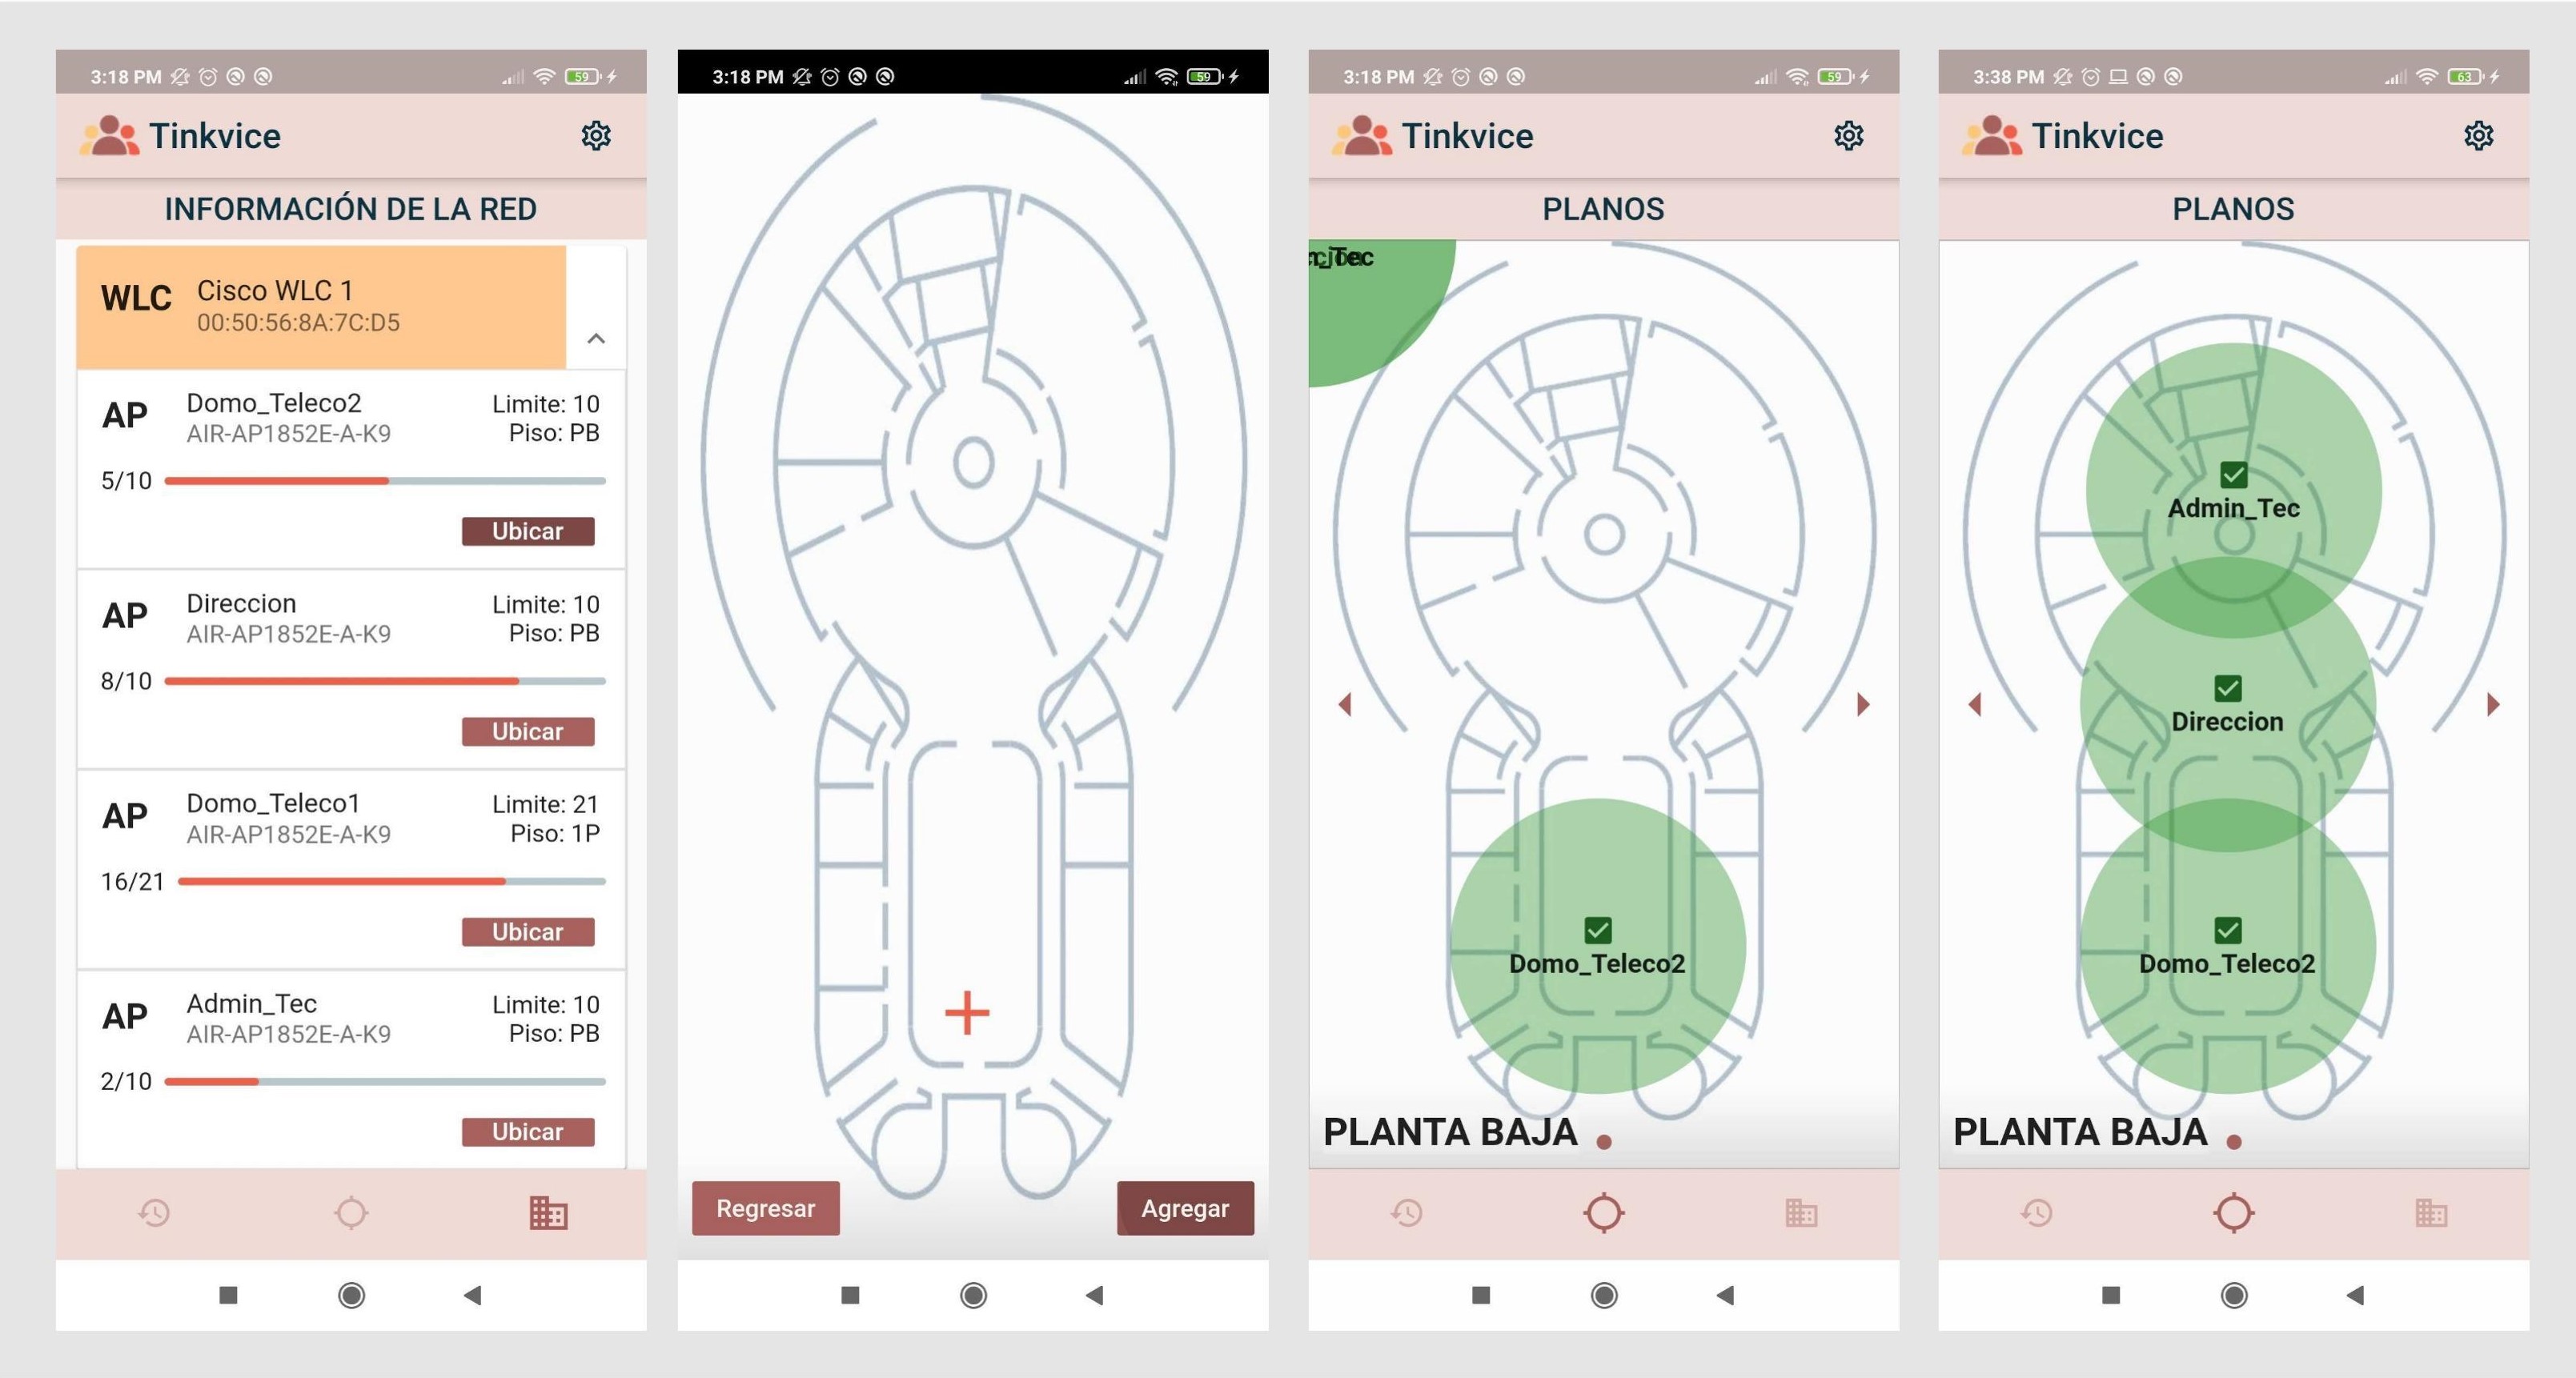 3:18 PM
59
Tinkvice
INFORMACIÓN DE LA RED
WLC
Cisco WLC 1
00:50:56:8A:7C:D5
AP
Domo_Teleco2
Limite: 10
AIR-AP1852E-A-K9
Piso: PB
5/10
Ubicar
AP
Direccion
Limite: 10
AIR-AP1852E-A-K9
Piso: PB
8/10
Ubicar
AP
Domo_Teleco1
Limite: 21
AIR-AP1852E-A-K9
Piso: 1P
16/21
Ubicar
AP
Admin_Tec
Limite: 10
AIR-AP1852E-A-K9
Piso: PB
2/10
Ubicar
3:18 PM
59
Regresar
Agregar
3:18 PM
59
Tinkvice
PLANOS
Domo_Teleco2
PLANTA BAJA
3:38 PM
63
Tinkvice
PLANOS
Admin_Tec
Direccion
Domo_Teleco2
PLANTA BAJA